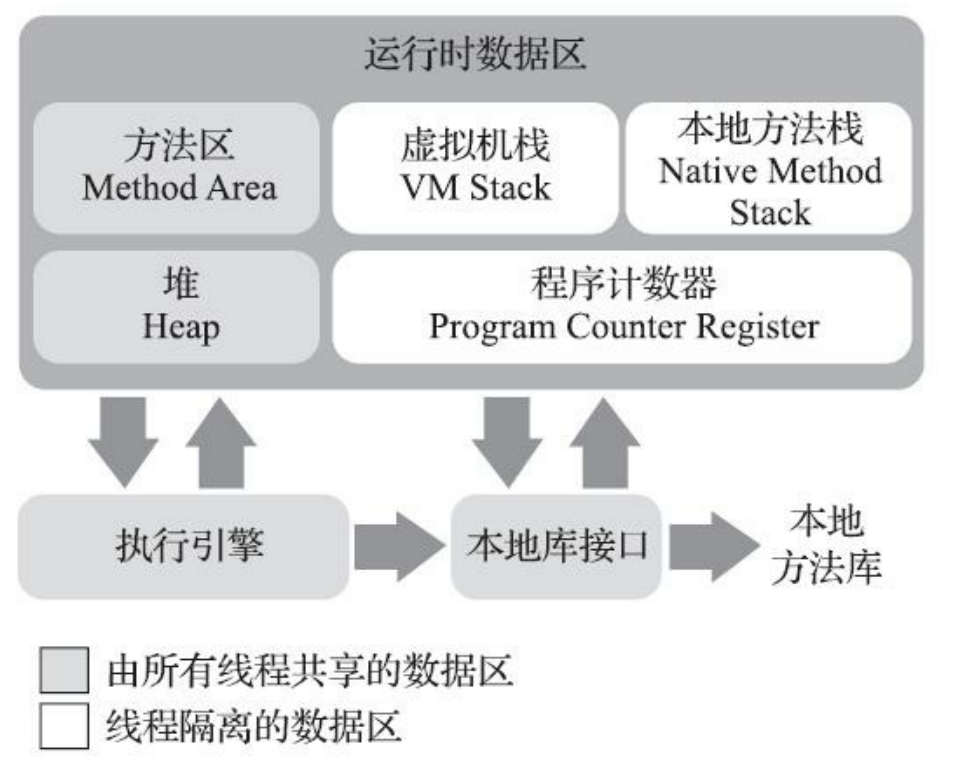 运行时数据区
方法区
Method Area
虚拟机栈
VM Stack
本地方法栈
Native Method
Stack
堆
Heap
程序计数器
Program Counter Register
执行引擎
本地库接口
本地
方法库
由所有线程共享的数据区
线程隔离的数据区